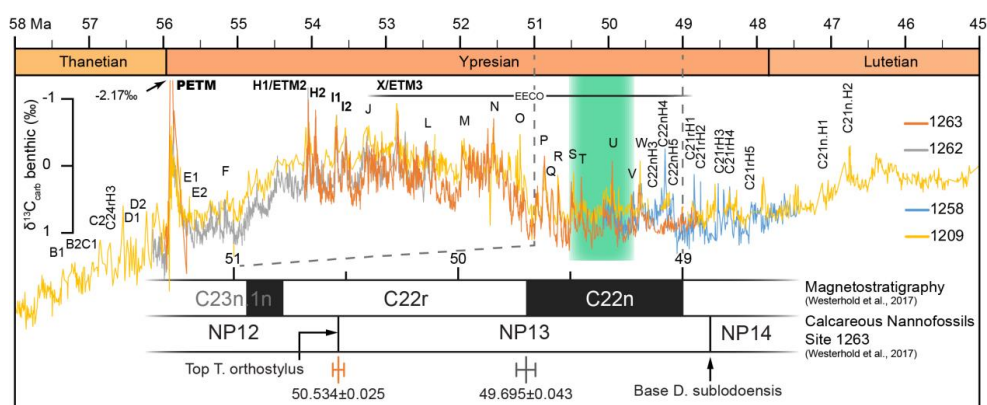 58 Ma 57 56 55 54 53 52 51 50 49 48 47 46 45
Thanetian Ypresian Lutetian
-2.17‰ PETM H1/ETM2 X/ETM3
EECO
H2 I1 I2 J L M N O
P Q R S T U V W
C22nH3 C22nH4 C22nH5 C21rH1 C21rH2 C21rH3 C21rH4 C21rH5 C21n.H1 C21n.H2
B1 B2 C1 C2 C24rH3 D1 D2 E1 E2 F
-1
0
1
δ13Ccarb benthic (‰)
1263
1262
1258
1209
51 50 49
C23n.1n C22r C22n
Magnetostratigraphy
(Westerhold et al., 2017)
NP12 NP13 NP14
Calcareous Nannofossils
Site 1263
(Westerhold et al., 2017)
Top T. orthostylus
Base D. sublodoensis
50.534±0.025 49.695±0.043